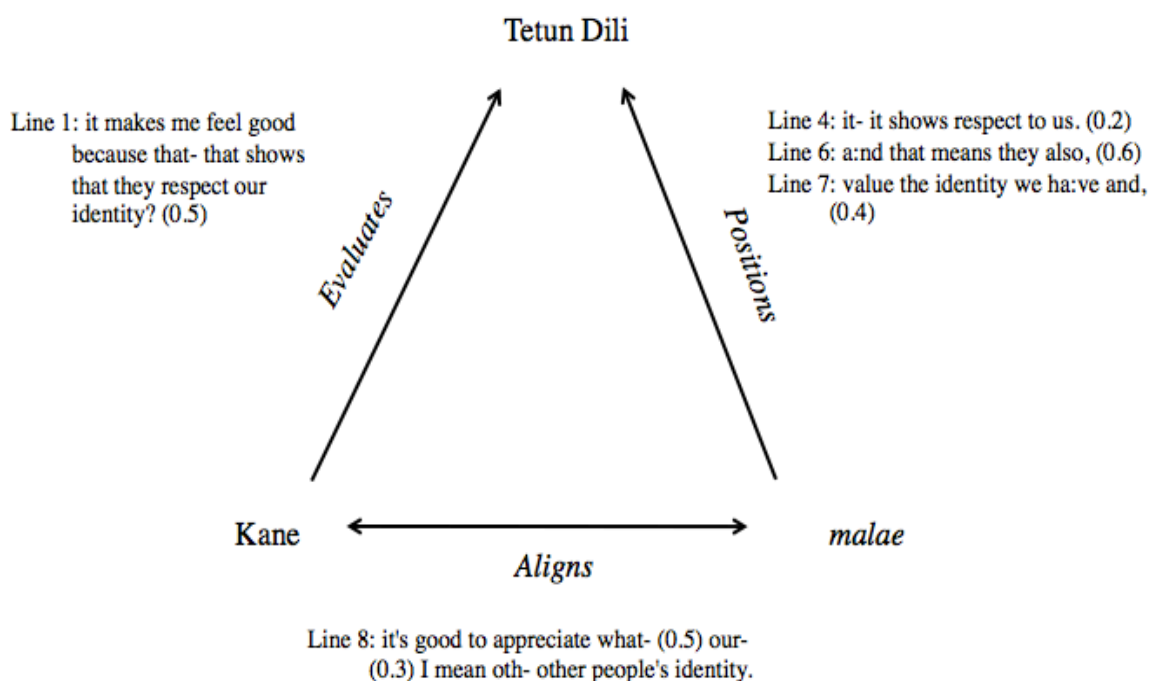 Tetun Dili
Line 1: it makes me feel good
because that- that shows
that they respect our
identity? (0.5)
Line 4: it- it shows respect to us. (0.2)
Line 6: a:nd that means they also, (0.6)
Line 7: value the identity we ha:ve and,
(0.4)
Evaluates
Positions
Kane
malae
Aligns
Line 8: it's good to appreciate what- (0.5) our-
(0.3) I mean oth- other people's identity.